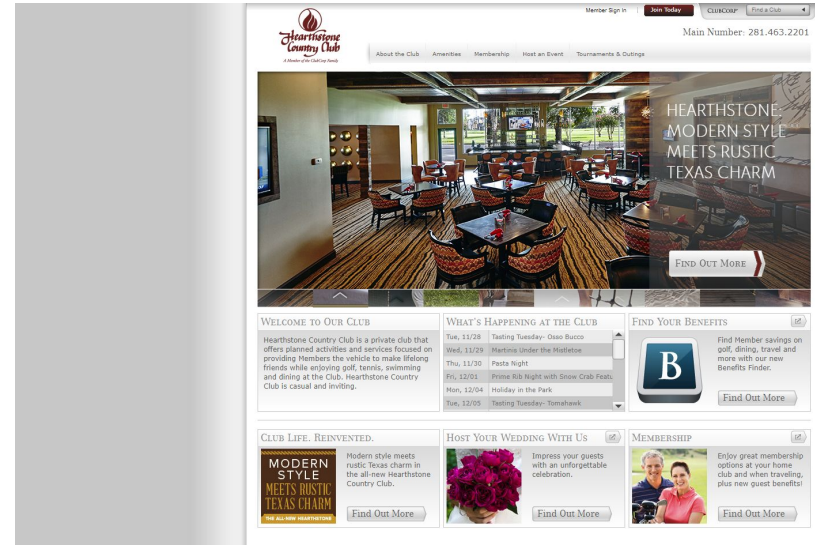 Member Sign In
Join Today
CLUBCORP
Find a Club
Main Number: 281.463.2201
Hearthstone
Country Club
A Member of the ClubCorp Family
About the Club
Amenities
Membership
Host an Event
Tournaments & Outings
HEARTHSTONE:
MODERN STYLE
MEETS RUSTIC
TEXAS CHARM
FIND OUT MORE
WELCOME TO OUR CLUB
Hearthstone Country Club is a private club that
offers planned activities and services focused on
providing Members the vehicle to make lifelong
friends while enjoying golf, tennis, swimming
and dining at the Club. Hearthstone Country
Club is casual and inviting.
WHAT'S HAPPENING AT THE CLUB
Tue, 11/28 Tasting Tuesday- Osso Bucco
Wed, 11/29 Martinis Under the Mistletoe
Thu, 11/30 Pasta Night
Fri, 12/01 Prime Rib Night with Snow Crab Featu
Mon, 12/04 Holiday in the Park
Tue, 12/05 Tasting Tuesday- Tomahawk
FIND YOUR BENEFITS
B
Find Member savings on
golf, dining, travel and
more with our new
Benefits Finder.
Find Out More
CLUB LIFE. REINVENTED.
MODERN
STYLE
MEETS RUSTIC
TEXAS CHARM
THE ALL-NEW HEARTHSTONE
Modern style meets
rustic Texas charm in
the all-new Hearthstone
Country Club.
Find Out More
HOST YOUR WEDDING WITH US
Impress your guests
with an unforgettable
celebration.
Find Out More
MEMBERSHIP
Enjoy great membership
options at your home
club and when traveling,
plus new guest benefits!
Find Out More